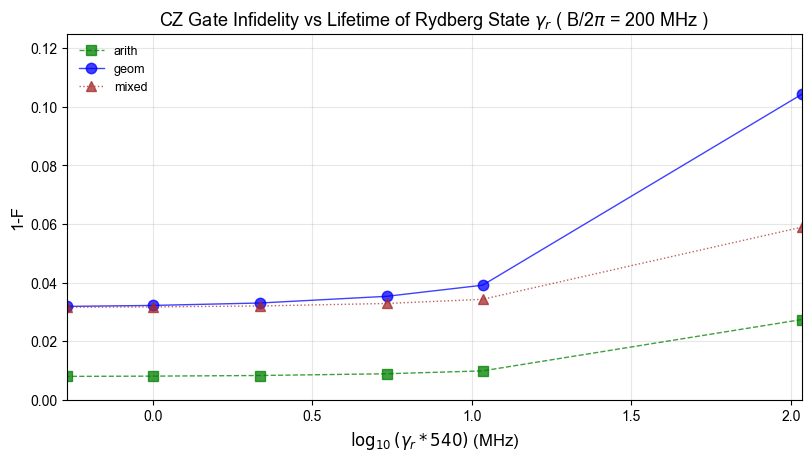 CZ Gate Infidelity vs Lifetime of Rydberg State γ_r ( B/2π = 200 MHz )
0.12
0.10
0.08
0.06
0.04
0.02
0.00
1-F
arith
geom
mixed
0.0 0.5 1.0 1.5 2.0
log₁₀ (γ_r * 540) (MHz)